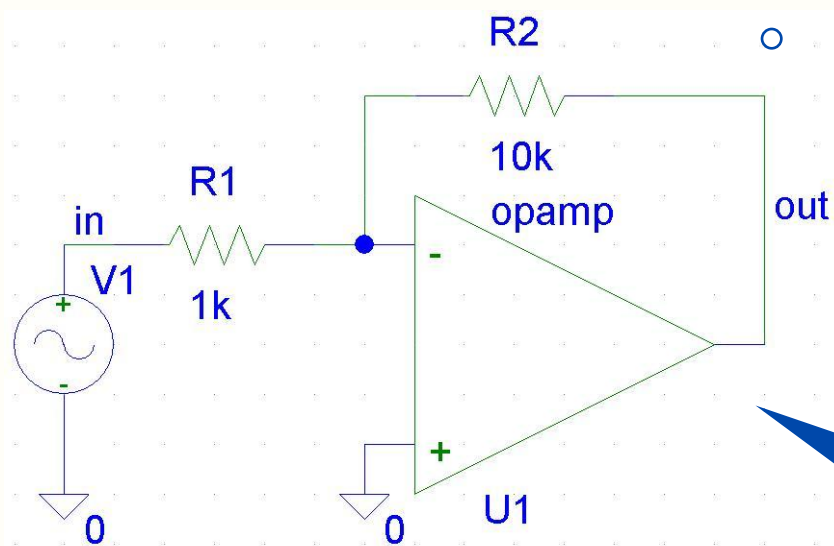 R2
10k
opamp
R1
in
out
V1
+
-
1k
-
+
0
0
U1